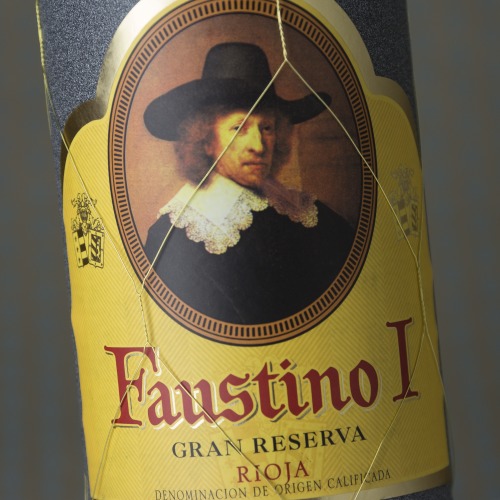 Faustino I
GRAN RESERVA
RIOJA
DENOMINACION DE ORIGEN CALIFICADA